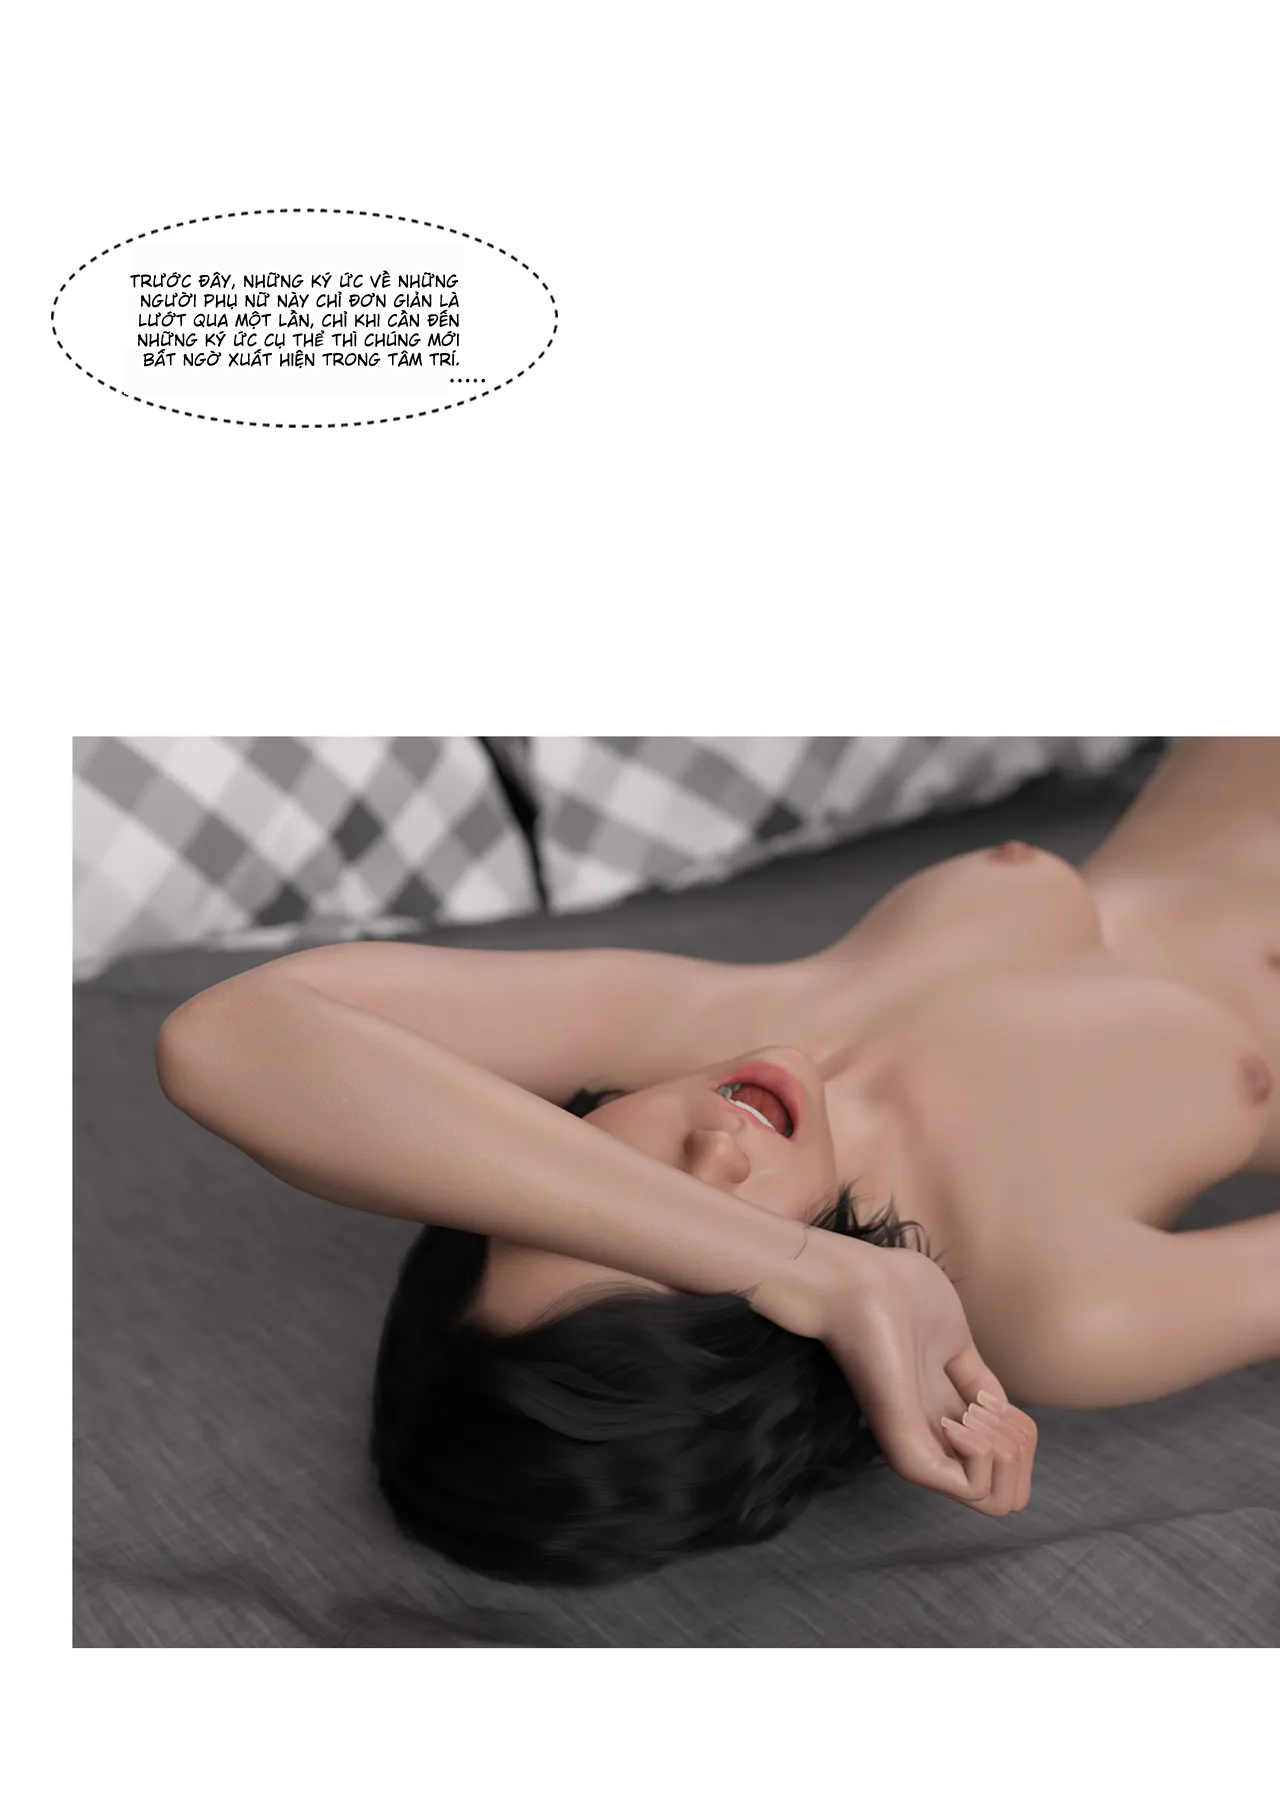 TRƯỚC ĐÂY, NHỮNG KÝ ỨC VỀ NHỮNG
NGƯỜI PHỤ NỮ NÀY CHỈ ĐƠN GIẢN LÀ
LƯỚT QUA MỘT LẦN, CHỈ KHI CẦN ĐẾN
NHỮNG KÝ ỨC CỤ THỂ THÌ CHÚNG MỚI
BẤT NGỜ XUẤT HIỆN TRONG TÂM TRÍ.
.....